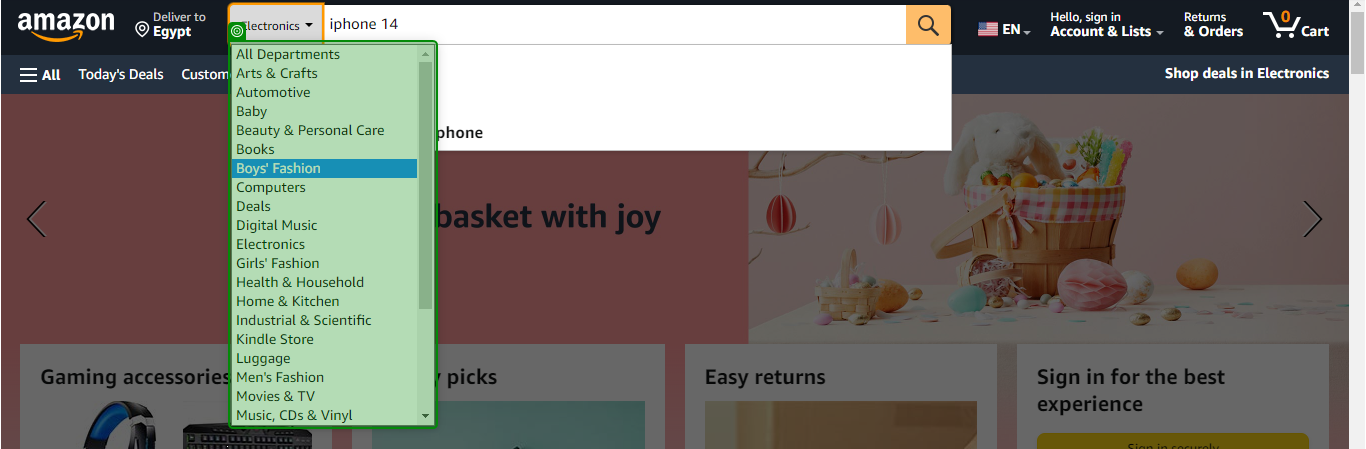 amazon
Deliver to
Egypt
Electronics
iphone 14
EN
Hello, sign in
Account & Lists
Returns
& Orders
0
Cart
All
Today's Deals
Custom
Shop deals in Electronics
All Departments
Arts & Crafts
Automotive
Baby
Beauty & Personal Care
Books
Boys' Fashion
Computers
Deals
Digital Music
Electronics
Girls' Fashion
Health & Household
Home & Kitchen
Industrial & Scientific
Kindle Store
Luggage
Men's Fashion
Movies & TV
Music, CDs & Vinyl
phone
basket with joy
Gaming accessories
y picks
Easy returns
Sign in for the best
experience
Sign in securely